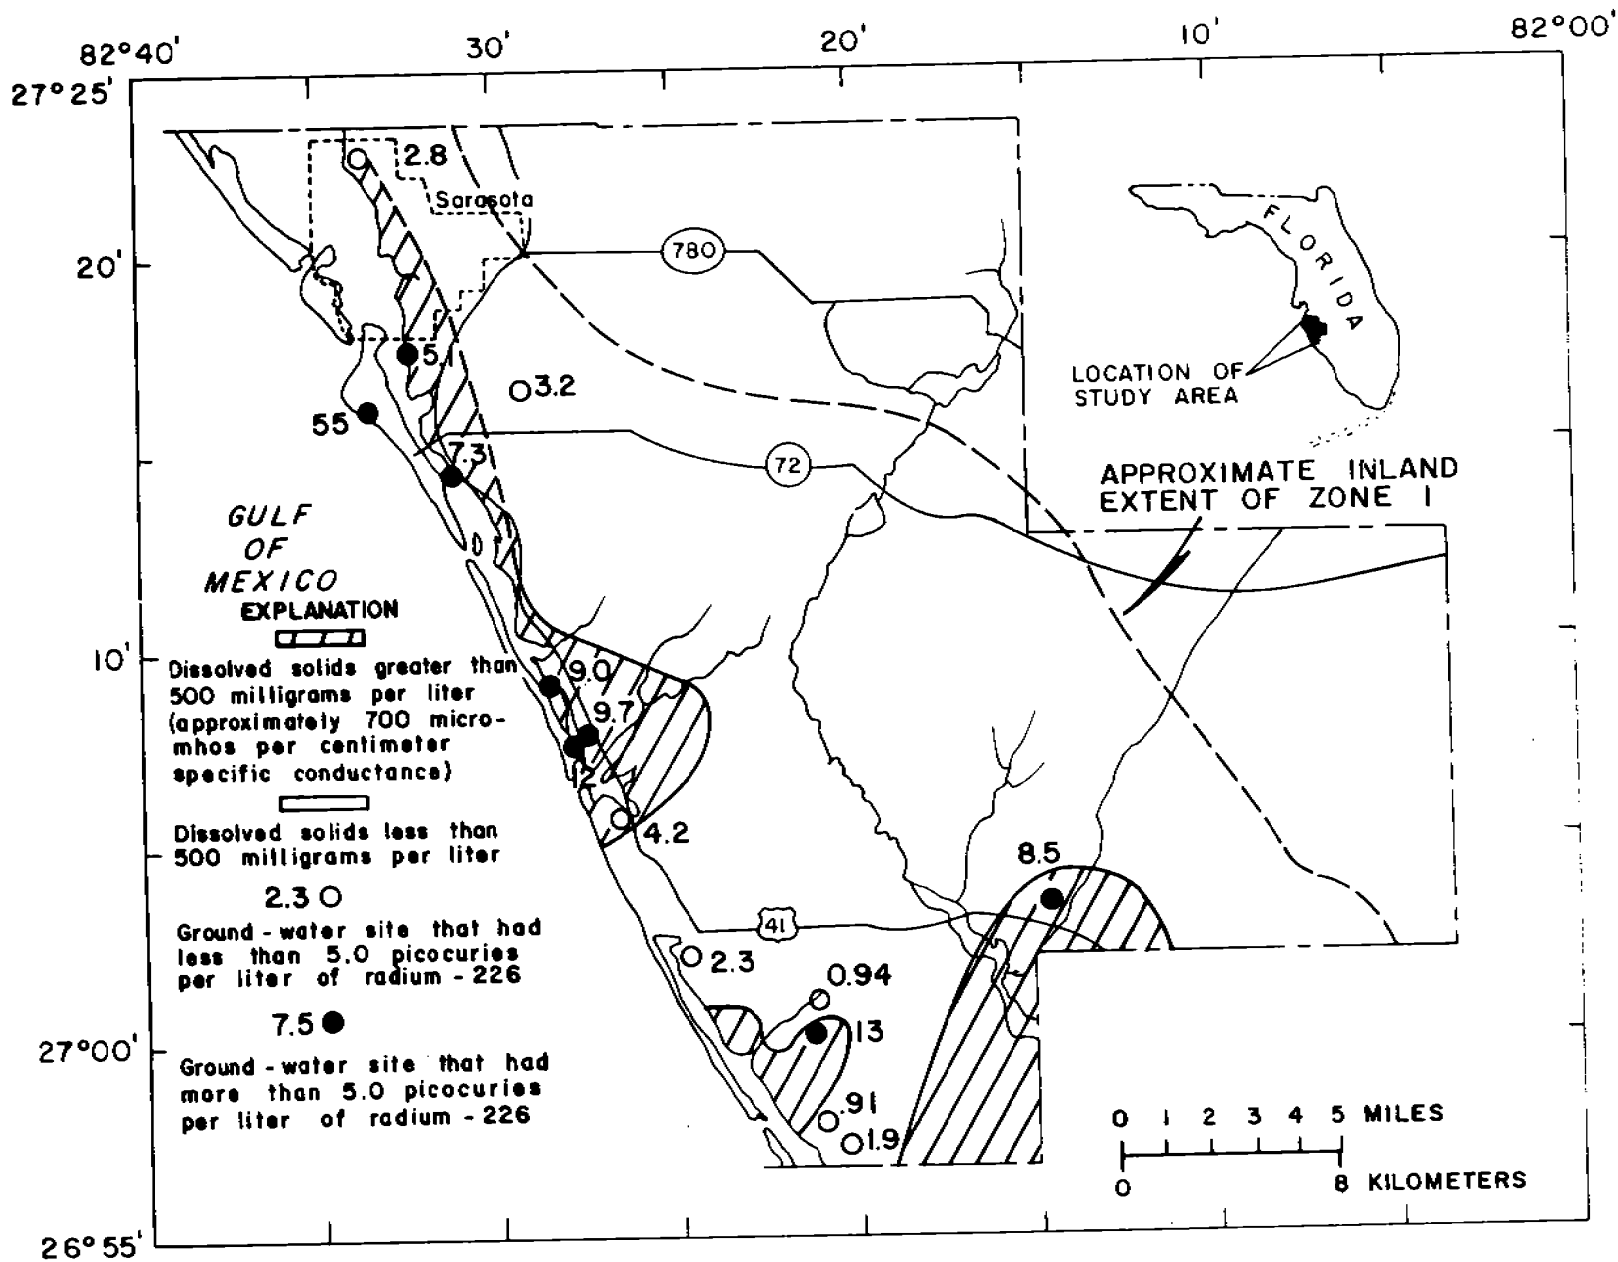 82°40'
30'
20'
10'
82°00'
27°25'
2.8
Sarasota
780
FLORIDA
20'
LOCATION OF
STUDY AREA
3.2
55
7.3
72
APPROXIMATE INLAND
EXTENT OF ZONE 1
GULF
OF
MEXICO
EXPLANATION
10'
Dissolved solids greater than
500 milligrams per liter
(approximately 700 micro-
mhos per centimeter
specific conductance)
9.0
9.7
12
Dissolved solids less than
500 milligrams per liter
4.2
8.5
2.3
Ground-water site that had
less than 5.0 picocuries
per liter of radium-226
41
2.3
0.94
7.5
13
27°00'
Ground-water site that had
more than 5.0 picocuries
per liter of radium-226
.91
1.9
0 1 2 3 4 5 MILES
0 8 KILOMETERS
26°55'